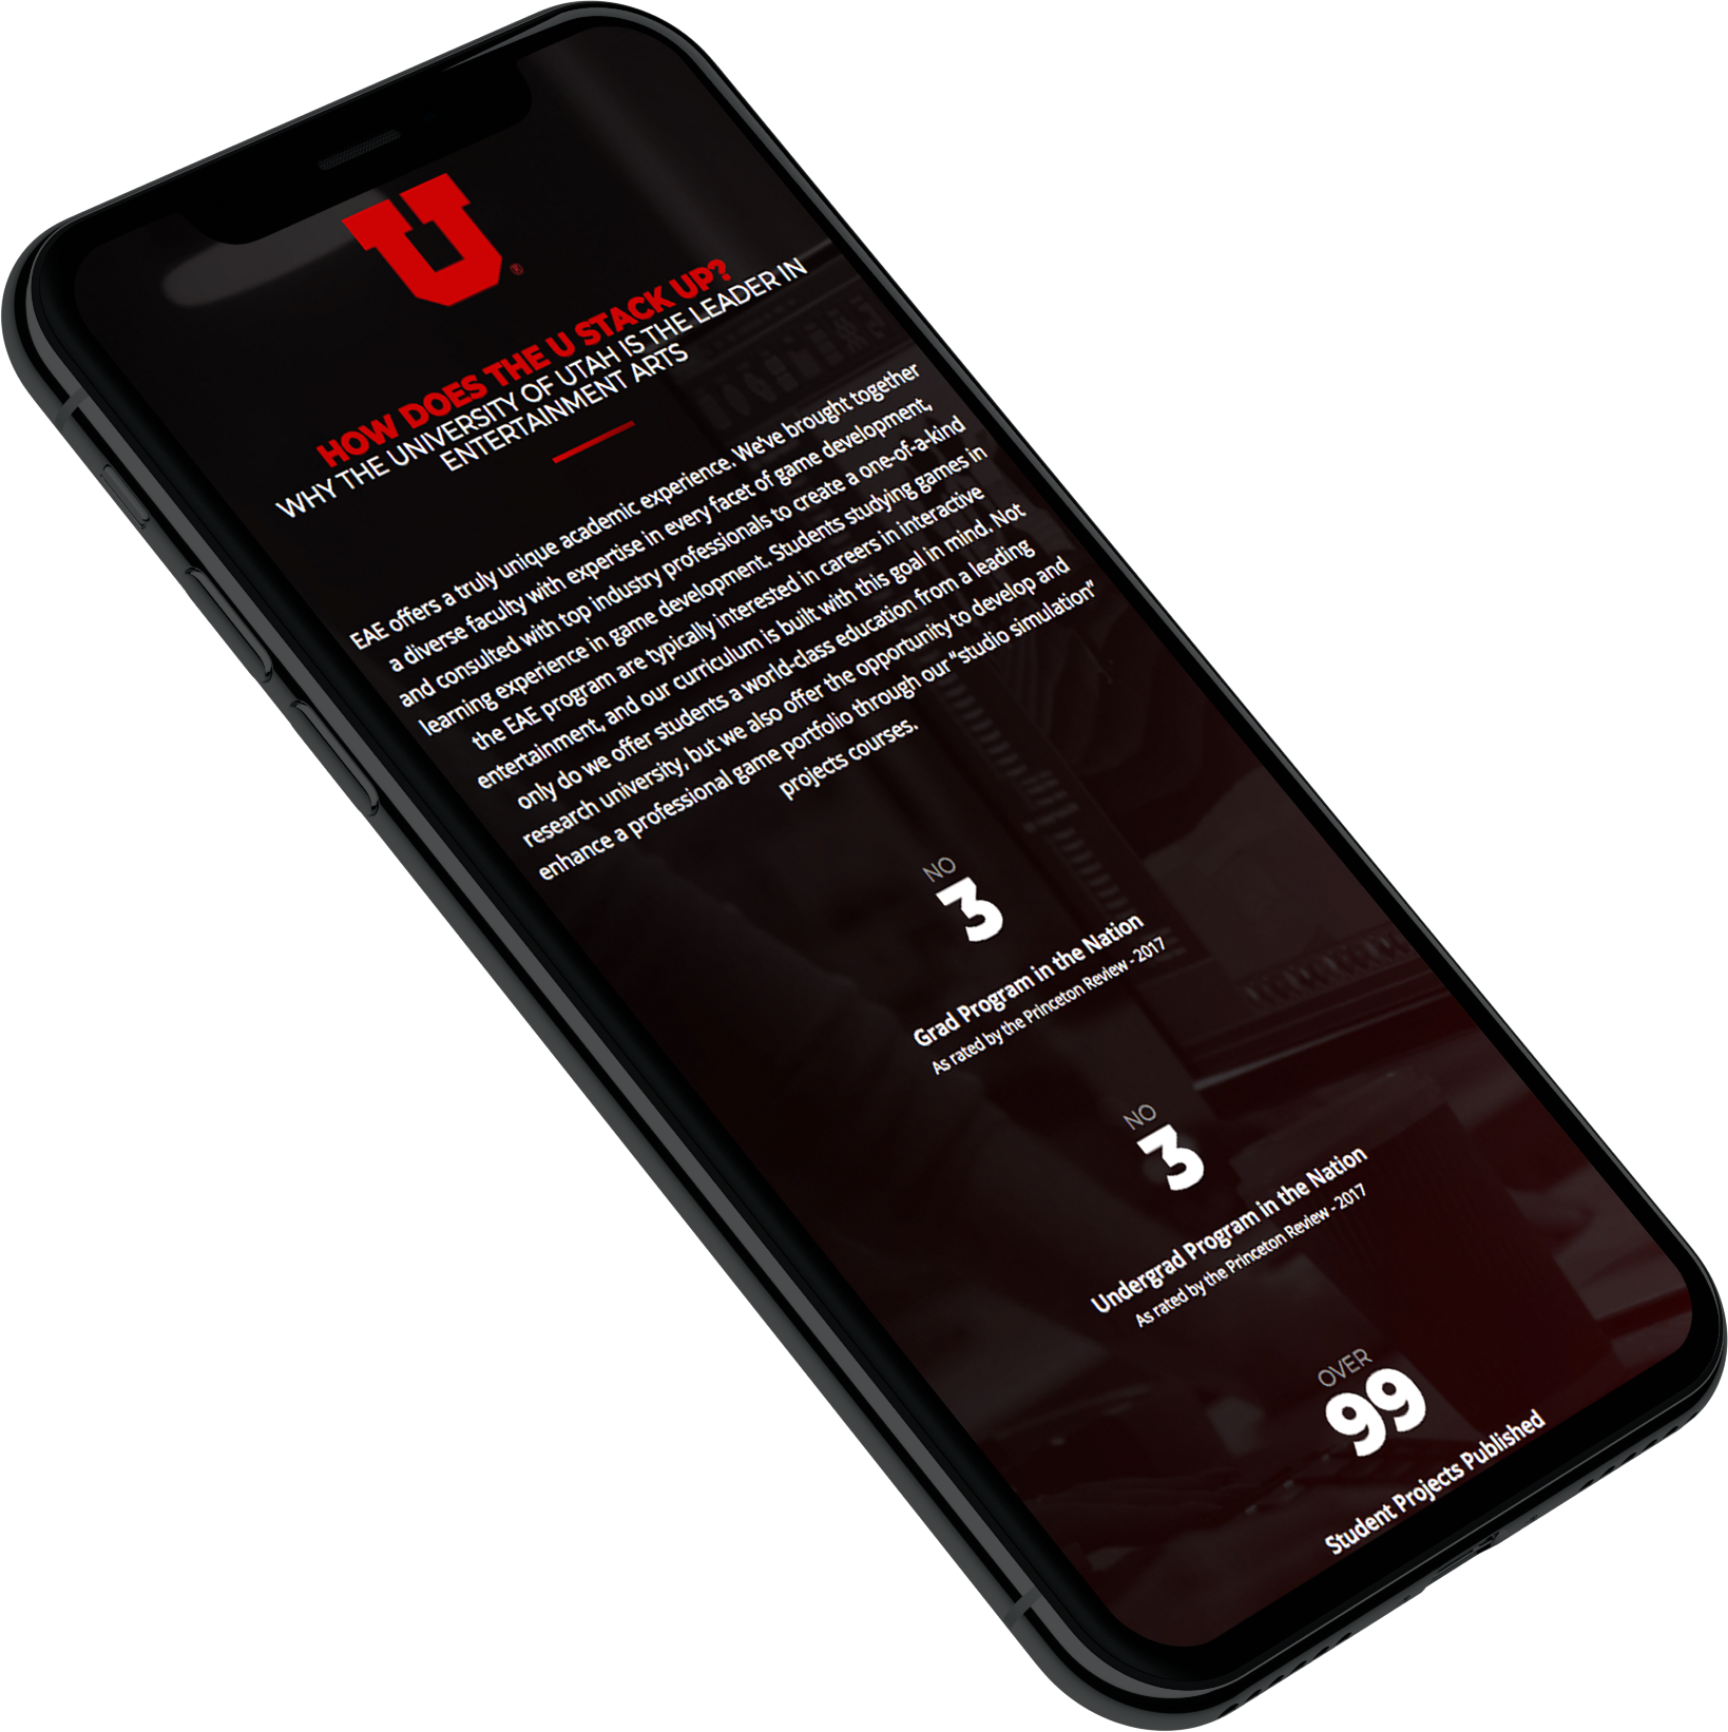 U
®
HOW DOES THE U STACK UP?
WHY THE UNIVERSITY OF UTAH IS THE LEADER IN
ENTERTAINMENT ARTS
EAE offers a truly unique academic experience. We've brought together
a diverse faculty with expertise in every facet of game development,
and consulted with top industry professionals to create a one-of-a-kind
learning experience in game development. Students studying games in
the EAE program are typically interested in careers in interactive
entertainment, and our curriculum is built with this goal in mind. Not
only do we offer students a world-class education from a leading
research university, but we also offer the opportunity to develop and
enhance a professional game portfolio through our "studio simulation"
projects courses.
NO
3
Grad Program in the Nation
As rated by the Princeton Review - 2017
NO
3
Undergrad Program in the Nation
As rated by the Princeton Review - 2017
OVER
99
Student Projects Published